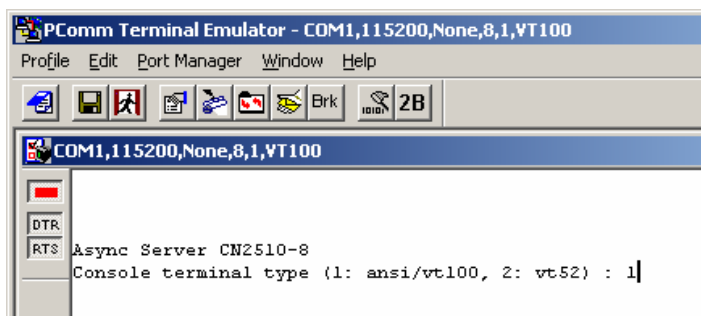 PComm Terminal Emulator - COM1,115200,None,8,1,VT100
Profile Edit Port Manager Window Help
Brk 2B
COM1,115200,None,8,1,VT100
DTR
RTS
Async Server CN2510-8
Console terminal type (1: ansi/vt100, 2: vt52) : 1